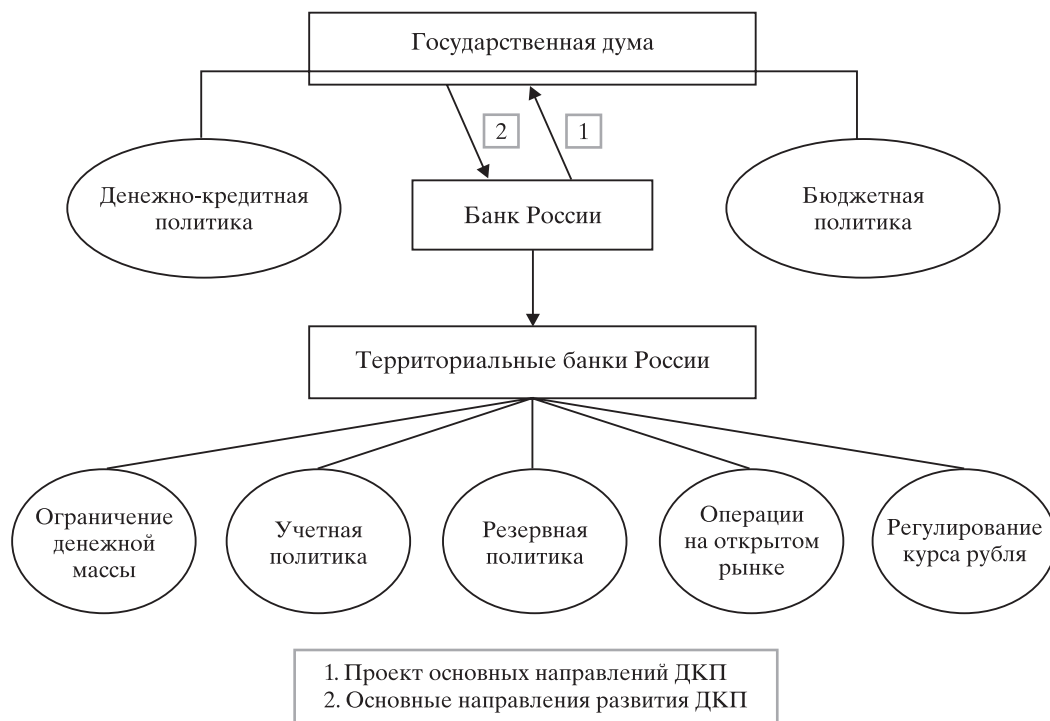 Государственная дума
2
1
Денежно-кредитная
политика
Банк России
Бюджетная
политика
Территориальные банки России
Ограничение
денежной
массы
Учетная
политика
Резервная
политика
Операции
на открытом
рынке
Регулирование
курса рубля
1. Проект основных направлений ДКП
2. Основные направления развития ДКП